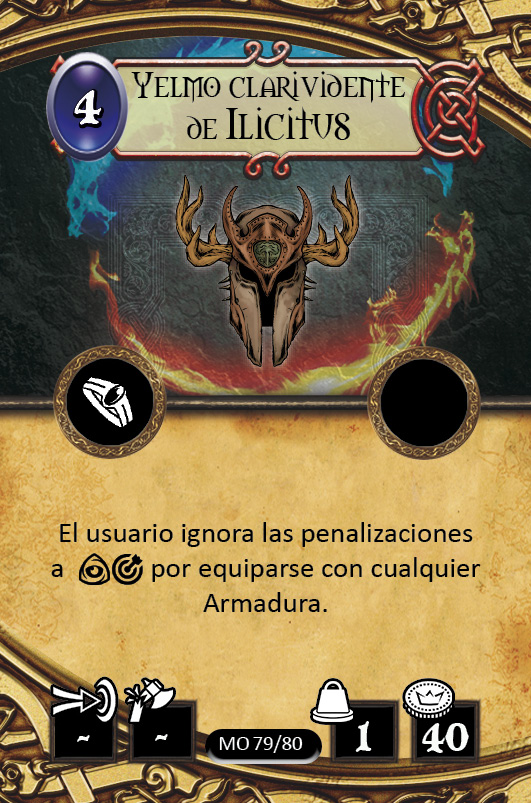 4
Yelmo clarividente
de Ilicitus
El usuario ignora las penalizaciones
a por equiparse con cualquier
Armadura.
~
~
MO 79/80
1
40